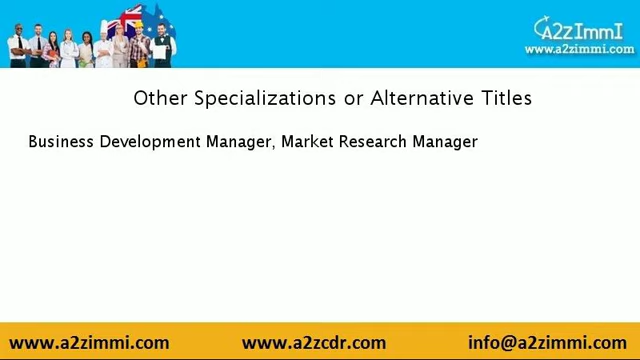 A2ZImmI
www.a2zimmi.com
Other Specializations or Alternative Titles
Business Development Manager, Market Research Manager
www.a2zimmi.com www.a2zcdr.com info@a2zimmi.com